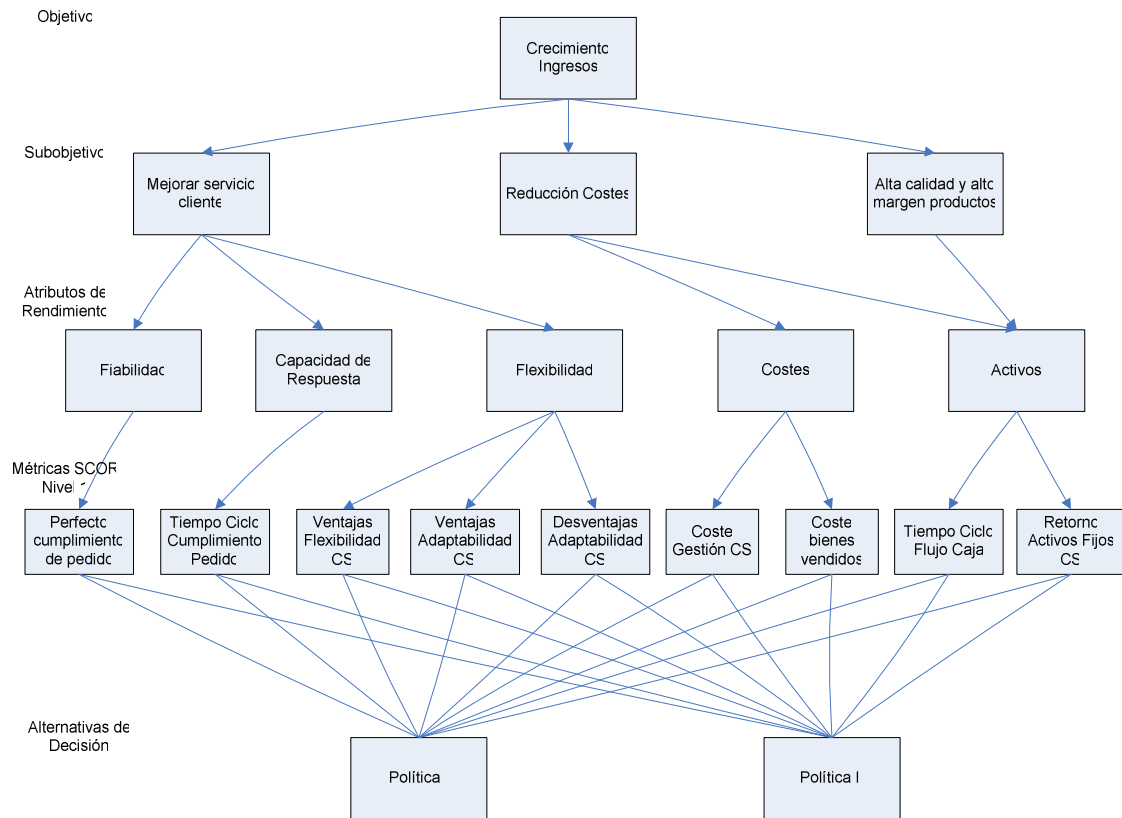 Objetivo
Crecimiento
Ingresos
Subobjetivo
Mejorar servicio
cliente
Reducción Costes
Alta calidad y alto
margen productos
Atributos de
Rendimiento
Fiabilidad
Capacidad de
Respuesta
Flexibilidad
Costes
Activos
Métricas SCOR
Nivel 1
Perfecto
cumplimiento
de pedido
Tiempo Ciclo
Cumplimiento
Pedido
Ventajas
Flexibilidad
CS
Ventajas
Adaptabilidad
CS
Desventajas
Adaptabilidad
CS
Coste
Gestión CS
Coste
bienes
vendidos
Tiempo Ciclo
Flujo Caja
Retorno
Activos Fijos
CS
Alternativas de
Decisión
Política
Política I